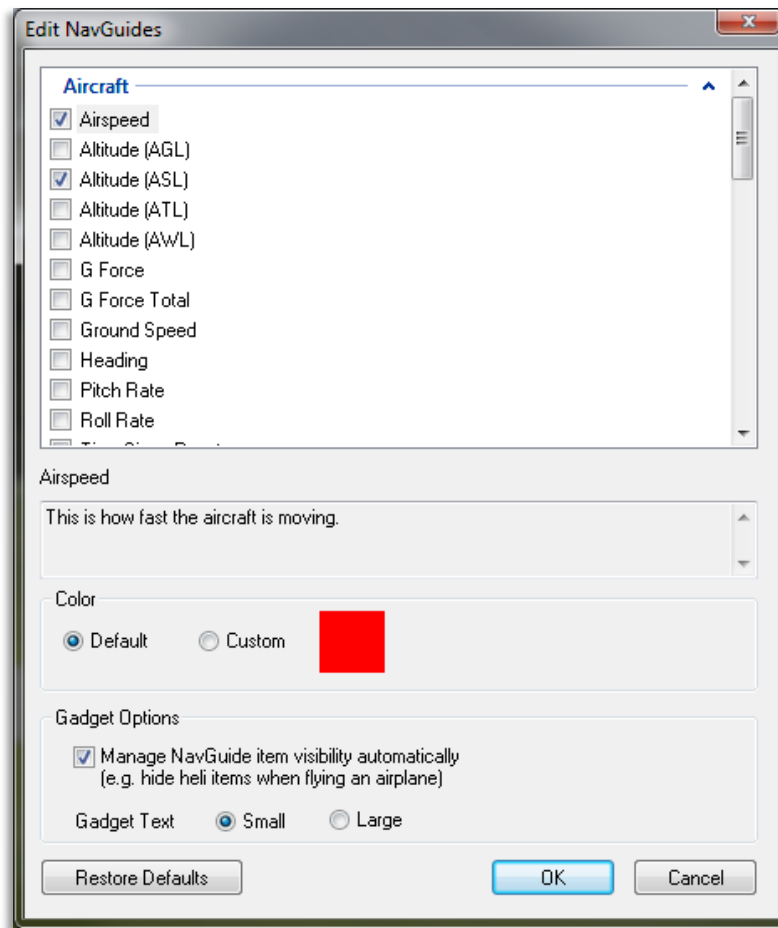 Edit NavGuides
Aircraft
Airspeed
Altitude (AGL)
Altitude (ASL)
Altitude (ATL)
Altitude (AWL)
G Force
G Force Total
Ground Speed
Heading
Pitch Rate
Roll Rate
Airspeed
This is how fast the aircraft is moving.
Color
Default Custom
Gadget Options
Manage NavGuide item visibility automatically
(e.g. hide heli items when flying an airplane)
Gadget Text Small Large
Restore Defaults OK Cancel